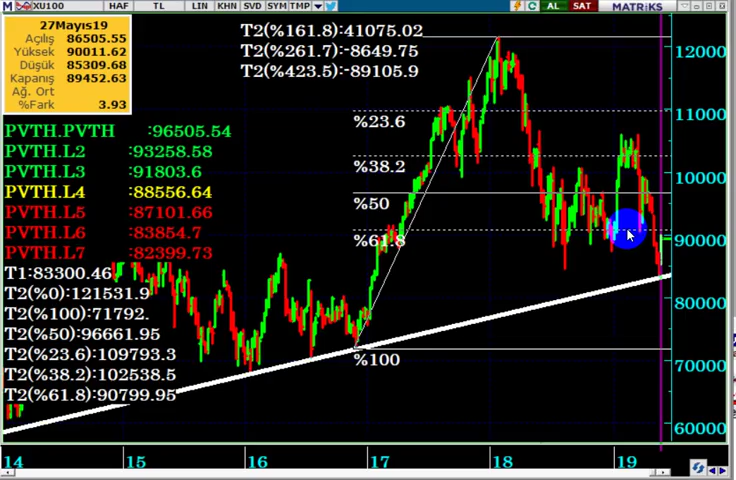 M XU100 HAF TL LIN KHN SVD SYM TMP AL SAT MATRİKS
27Mayıs19
Açılış 86505.55
Yüksek 90011.62
Düşük 85309.68
Kapanış 89452.63
Ağ. Ort
%Fark 3.93
T2(%161.8):41075.02
T2(%261.7):-8649.75
T2(%423.5):-89105.9
PVTH.PVTH :96505.54
PVTH.L2 :93258.58
PVTH.L3 :91803.6
PVTH.L4 :88556.64
PVTH.L5 :87101.66
PVTH.L6 :83854.7
PVTH.L7 :82399.73
T1:83300.46
T2(%0):121531.9
T2(%100):71792.
T2(%50):96661.95
T2(%23.6):109793.3
T2(%38.2):102538.5
T2(%61.8):90799.95
%23.6
%38.2
%50
%61.8
%100
12000
11000
10000
90000
80000
70000
60000
14 15 16 17 18 19